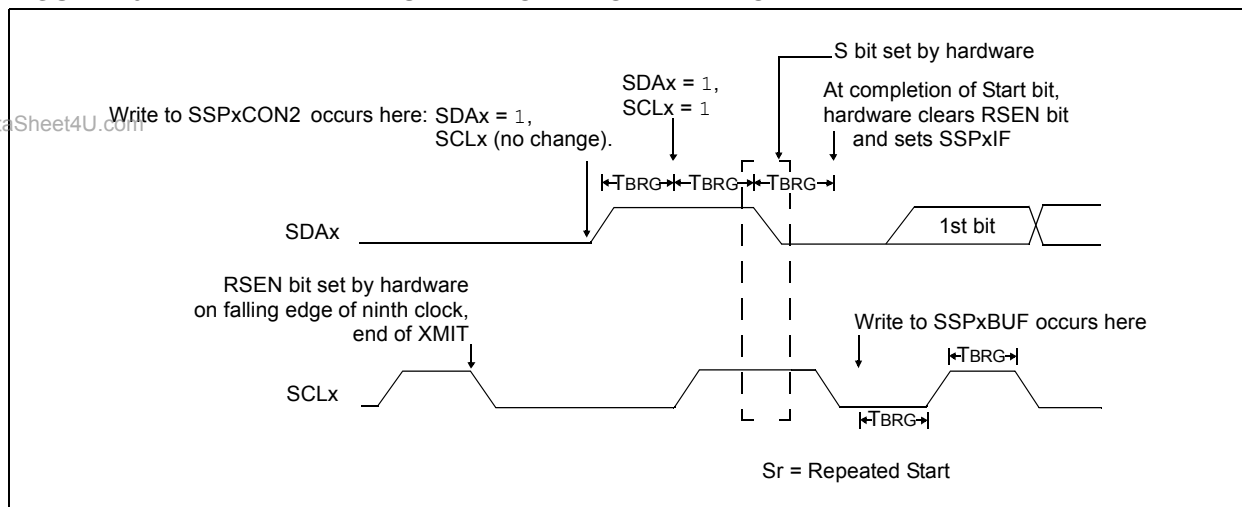 S bit set by hardware
SDAx = 1,
SCLx = 1
At completion of Start bit,
hardware clears RSEN bit
and sets SSPxIF
Write to SSPxCON2 occurs here: SDAx = 1,
SCLx (no change).
taSheet4U.com
TBRG TBRG TBRG
SDAx
1st bit
RSEN bit set by hardware
on falling edge of ninth clock,
end of XMIT
Write to SSPxBUF occurs here
TBRG
SCLx
TBRG
Sr = Repeated Start